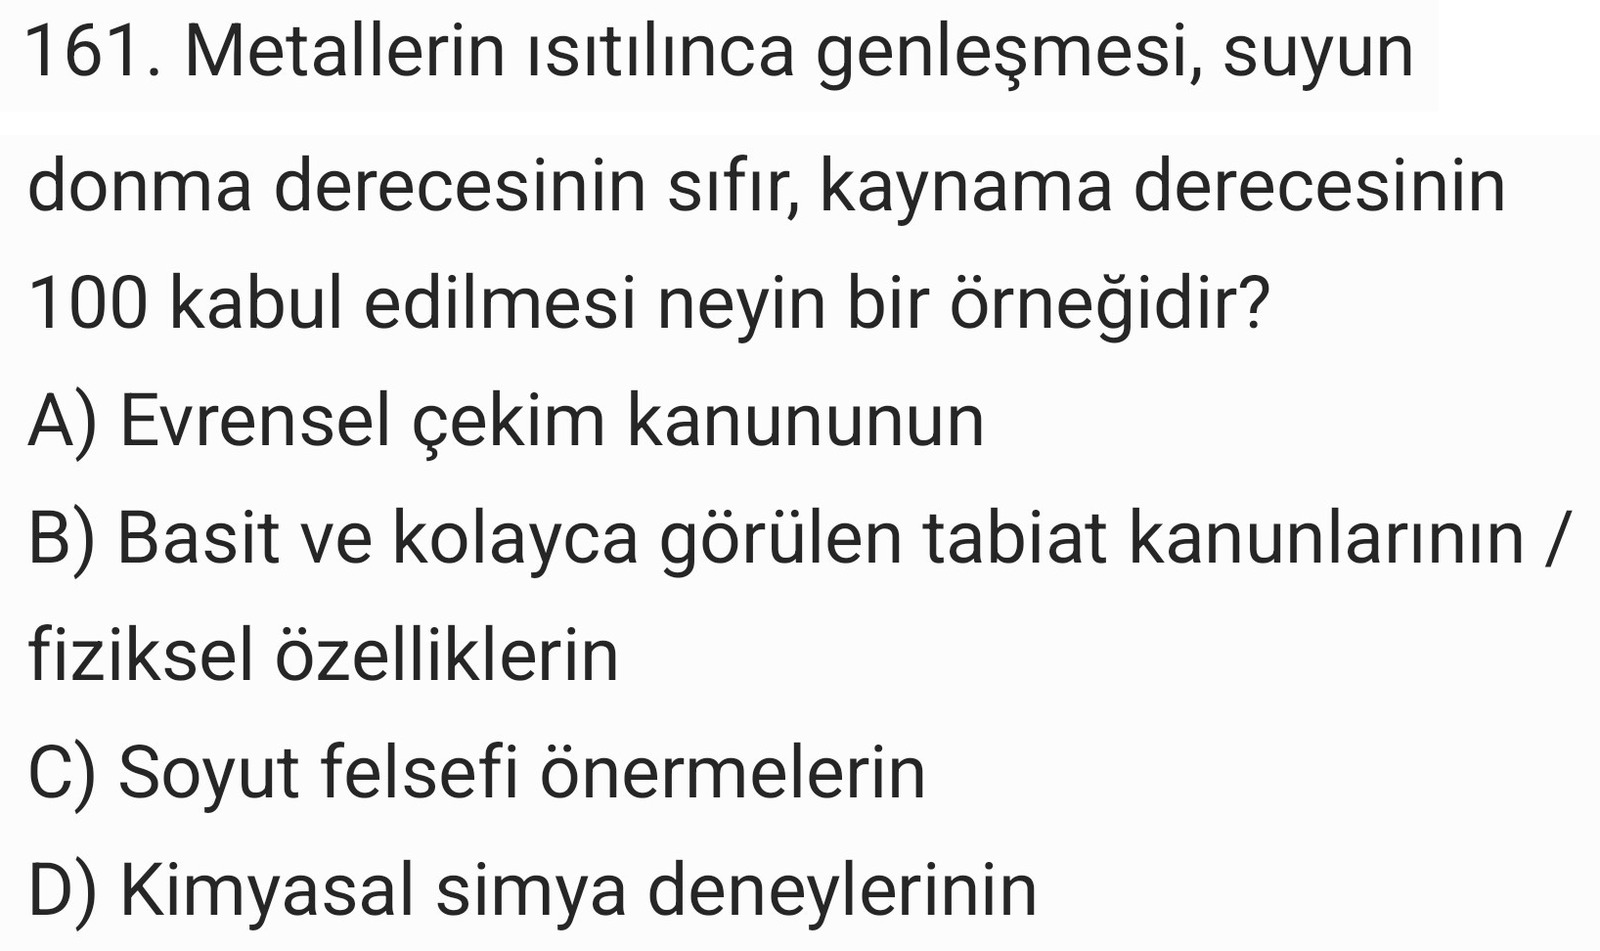 161. Metallerin ısıtılınca genleşmesi, suyun
donma derecesinin sıfır, kaynama derecesinin
100 kabul edilmesi neyin bir örneğidir?
A) Evrensel çekim kanununun
B) Basit ve kolayca görülen tabiat kanunlarının /
fiziksel özelliklerin
C) Soyut felsefi önermelerin
D) Kimyasal simya deneylerinin